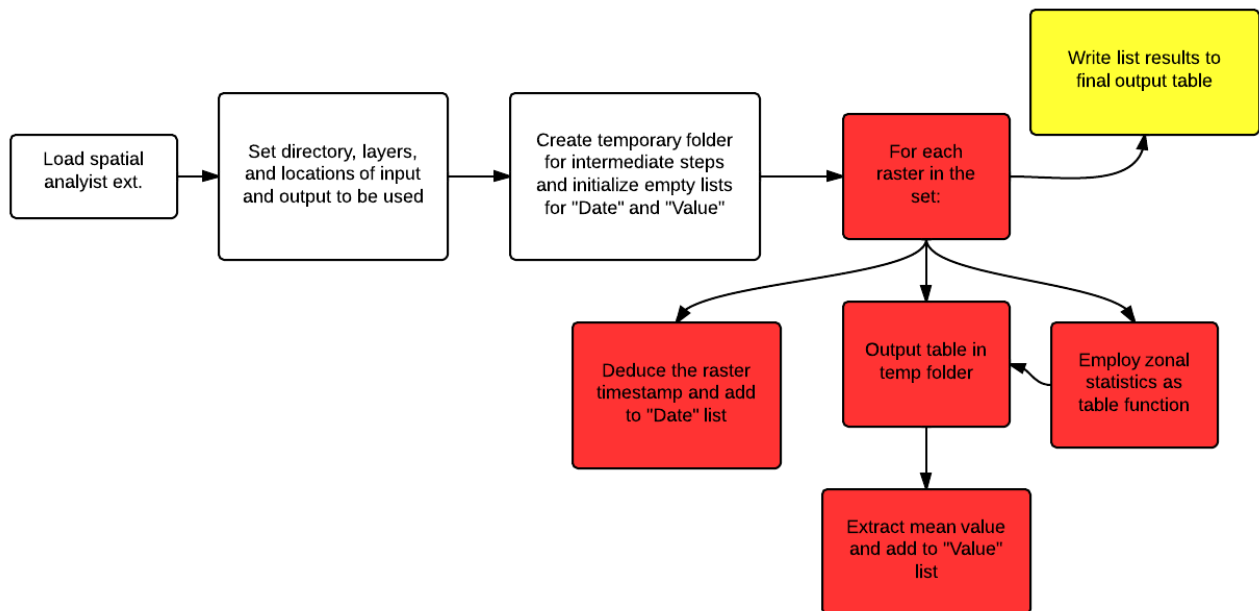 Load spatial
analyist ext.
Set directory, layers,
and locations of input
and output to be used
Create temporary folder
for intermediate steps
and initialize empty lists
for "Date" and "Value"
For each
raster in the
set:
Write list results to
final output table
Deduce the raster
timestamp and add
to "Date" list
Output table in
temp folder
Employ zonal
statistics as
table function
Extract mean value
and add to "Value"
list